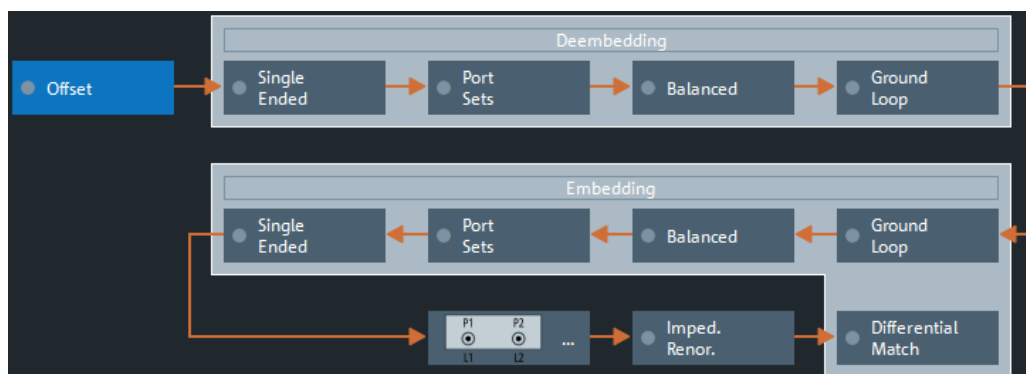 Deembedding
Offset
Single
Ended
Port
Sets
Balanced
Ground
Loop
Embedding
Single
Ended
Port
Sets
Balanced
Ground
Loop
P1 P2
L1 L2
...
Imped.
Renor.
Differential
Match